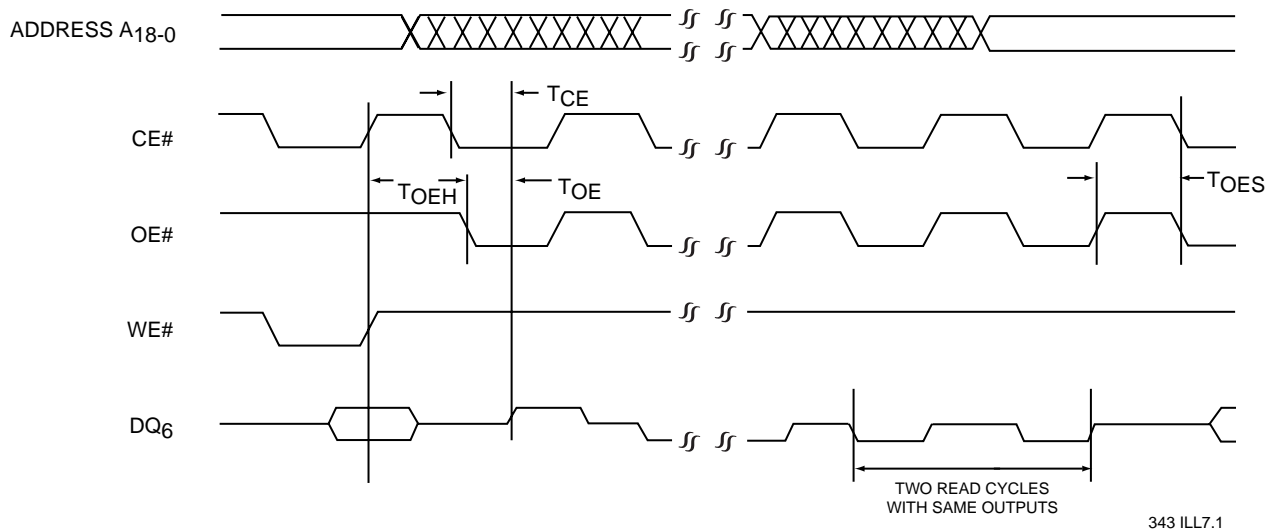 ADDRESS A18-0
TCE
CE#
TOEH
TOE
TOES
OE#
WE#
DQ6
TWO READ CYCLES
WITH SAME OUTPUTS
343 ILL7.1